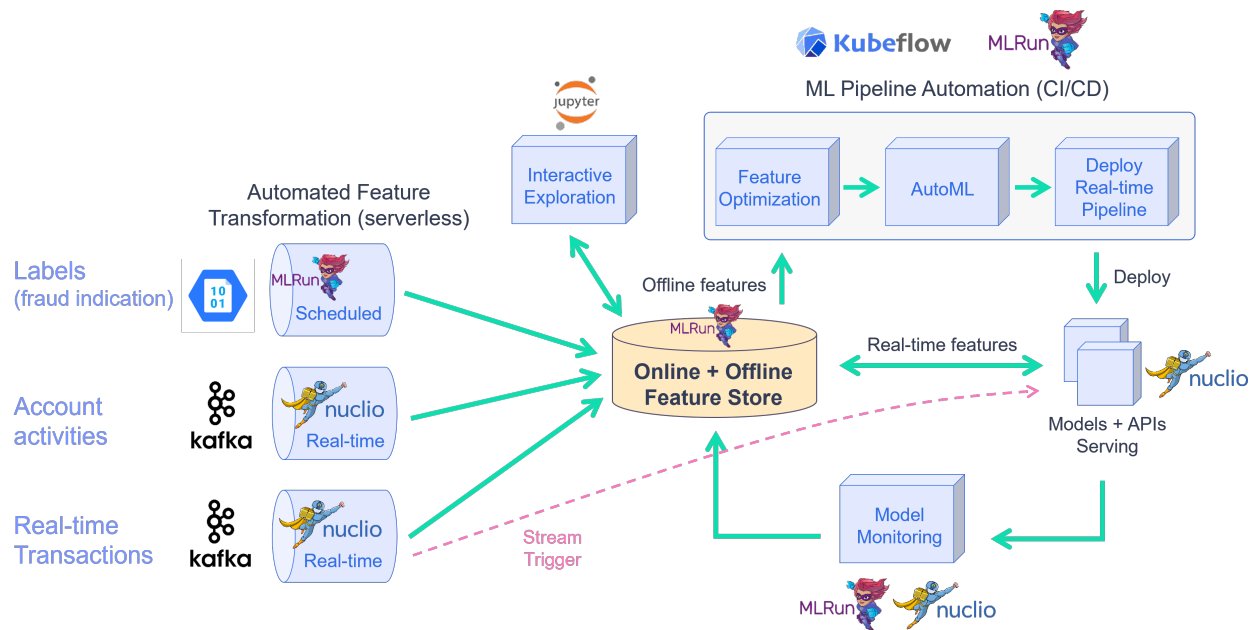 Kubeflow
MLRun
ML Pipeline Automation (CI/CD)
jupyter
Interactive
Exploration
Feature
Optimization
AutoML
Deploy
Real-time
Pipeline
Automated Feature
Transformation (serverless)
Labels
(fraud indication)
10
01
MLRun
Scheduled
Offline features
Deploy
MLRun
Online + Offline
Feature Store
Real-time features
nuclio
Models + APIs
Serving
Account
activities
kafka
nuclio
Real-time
Real-time
Transactions
kafka
nuclio
Real-time
Stream
Trigger
Model
Monitoring
MLRun
nuclio